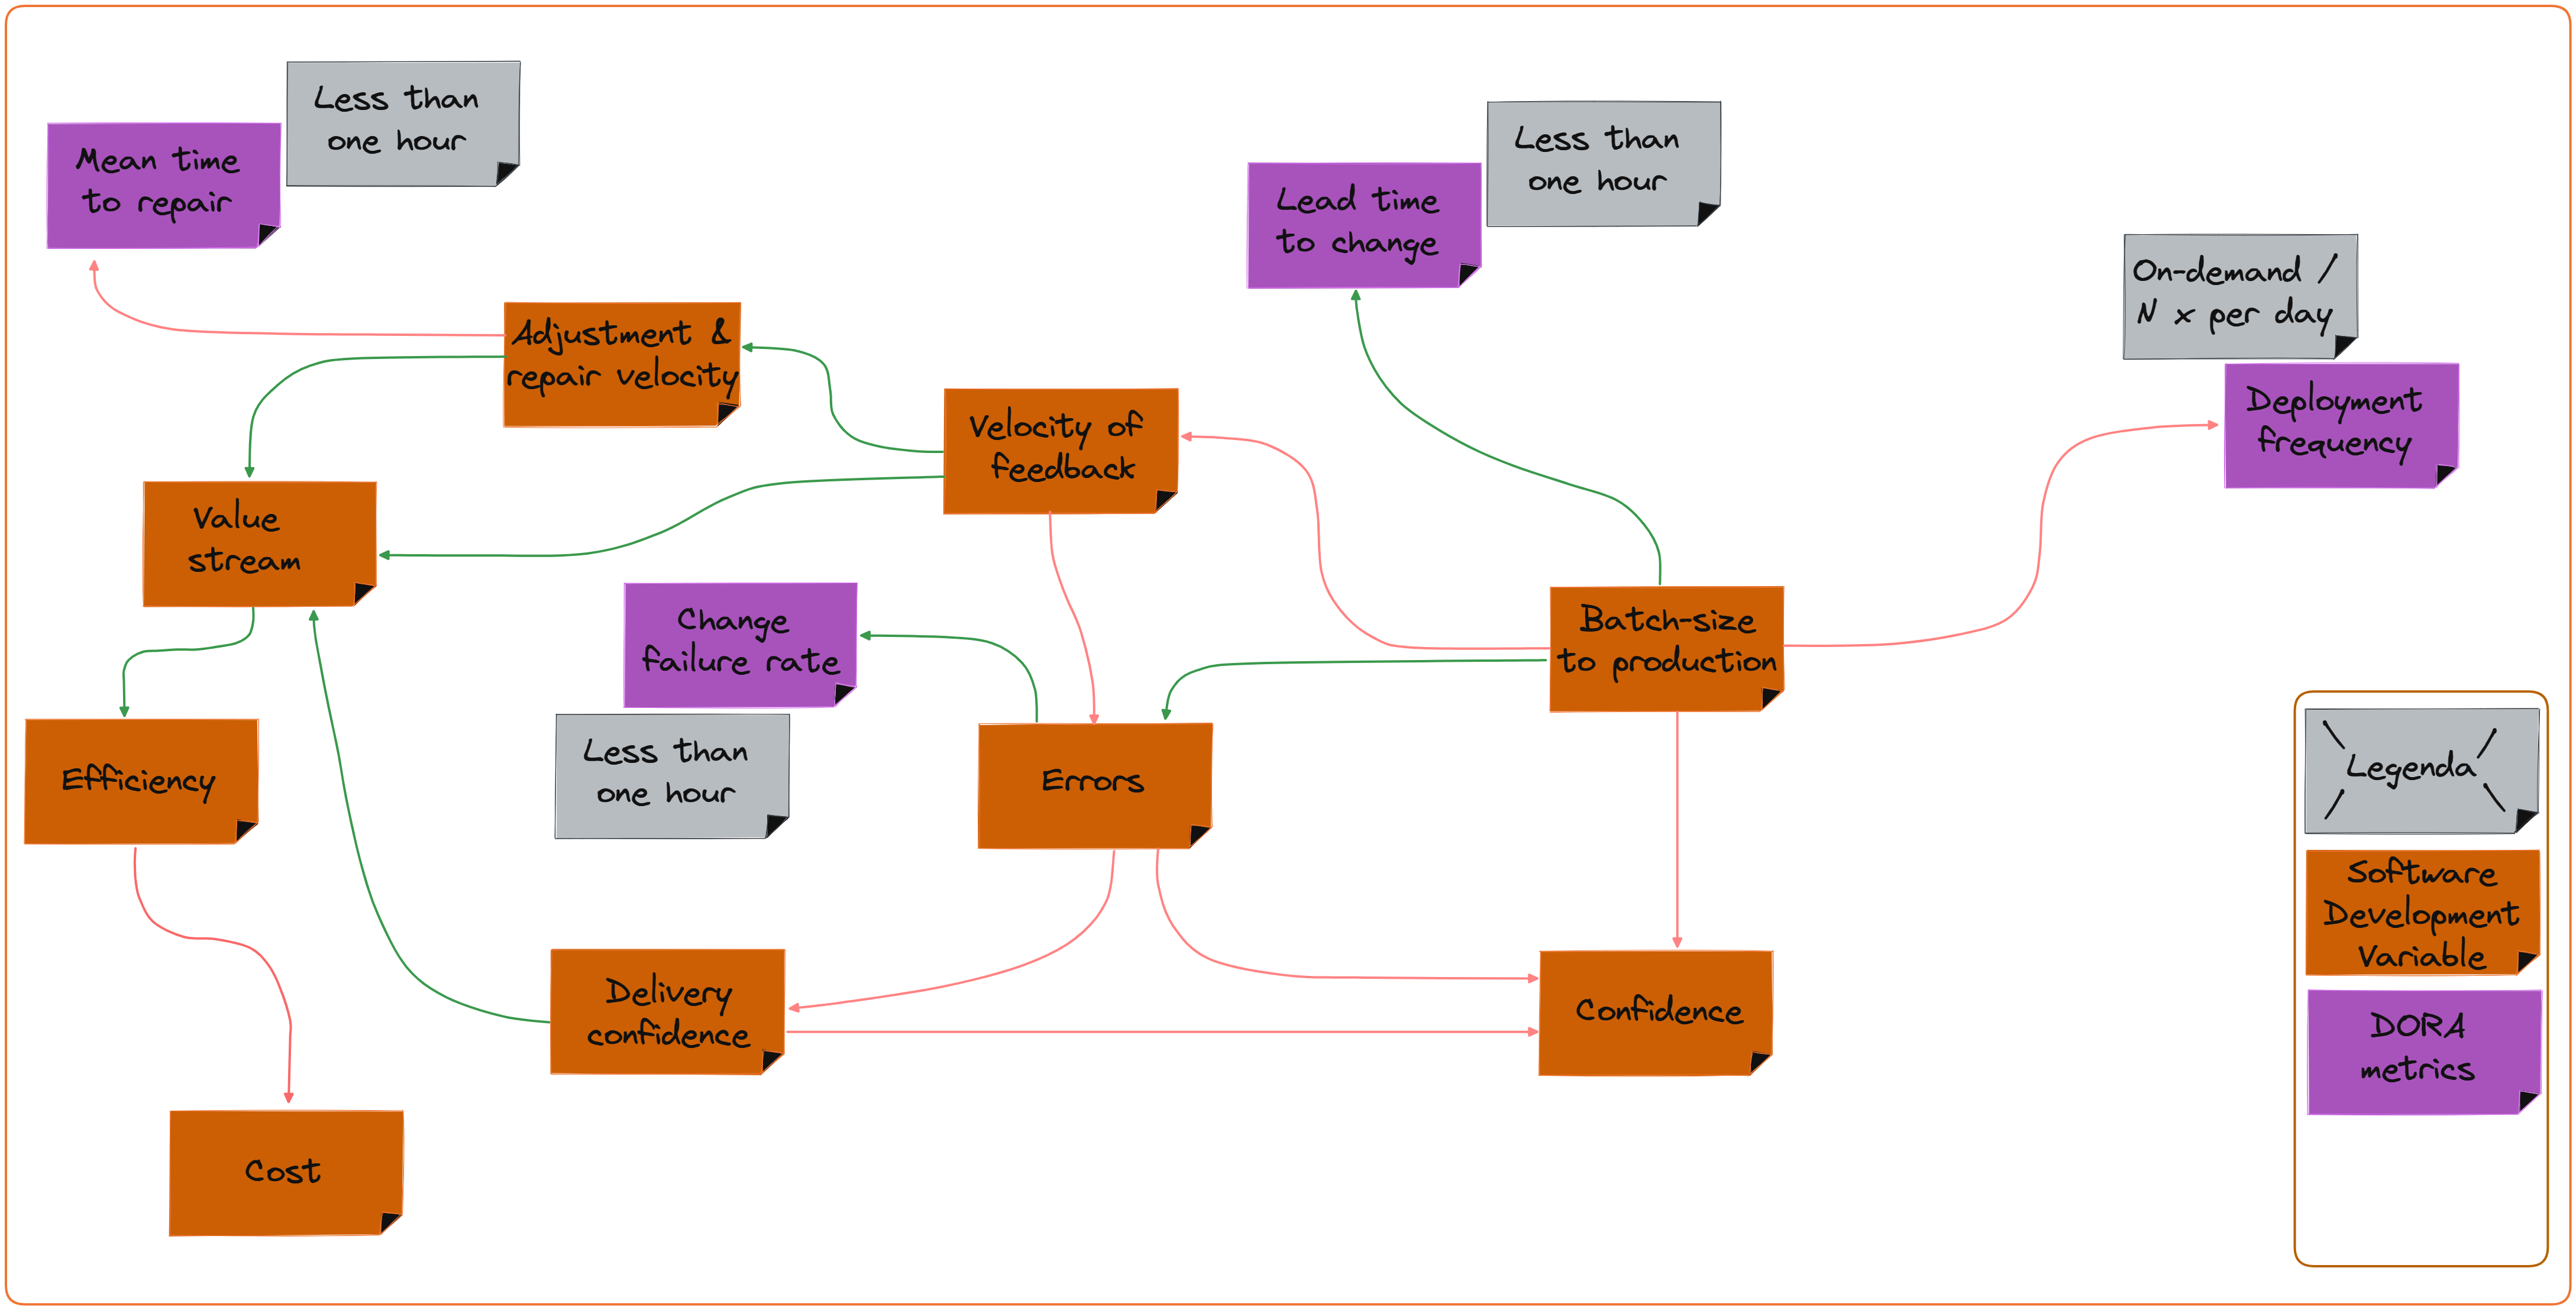 Less than
one hour
Mean time
to repair
Less than
one hour
Lead time
to change
On-demand /
N x per day
Deployment
frequency
Adjustment &
repair velocity
Velocity of
feedback
Value
stream
Change
failure rate
Less than
one hour
Batch-size
to production
Efficiency
Errors
Legenda
Software
Development
Variable
DORA
metrics
Delivery
confidence
Confidence
Cost